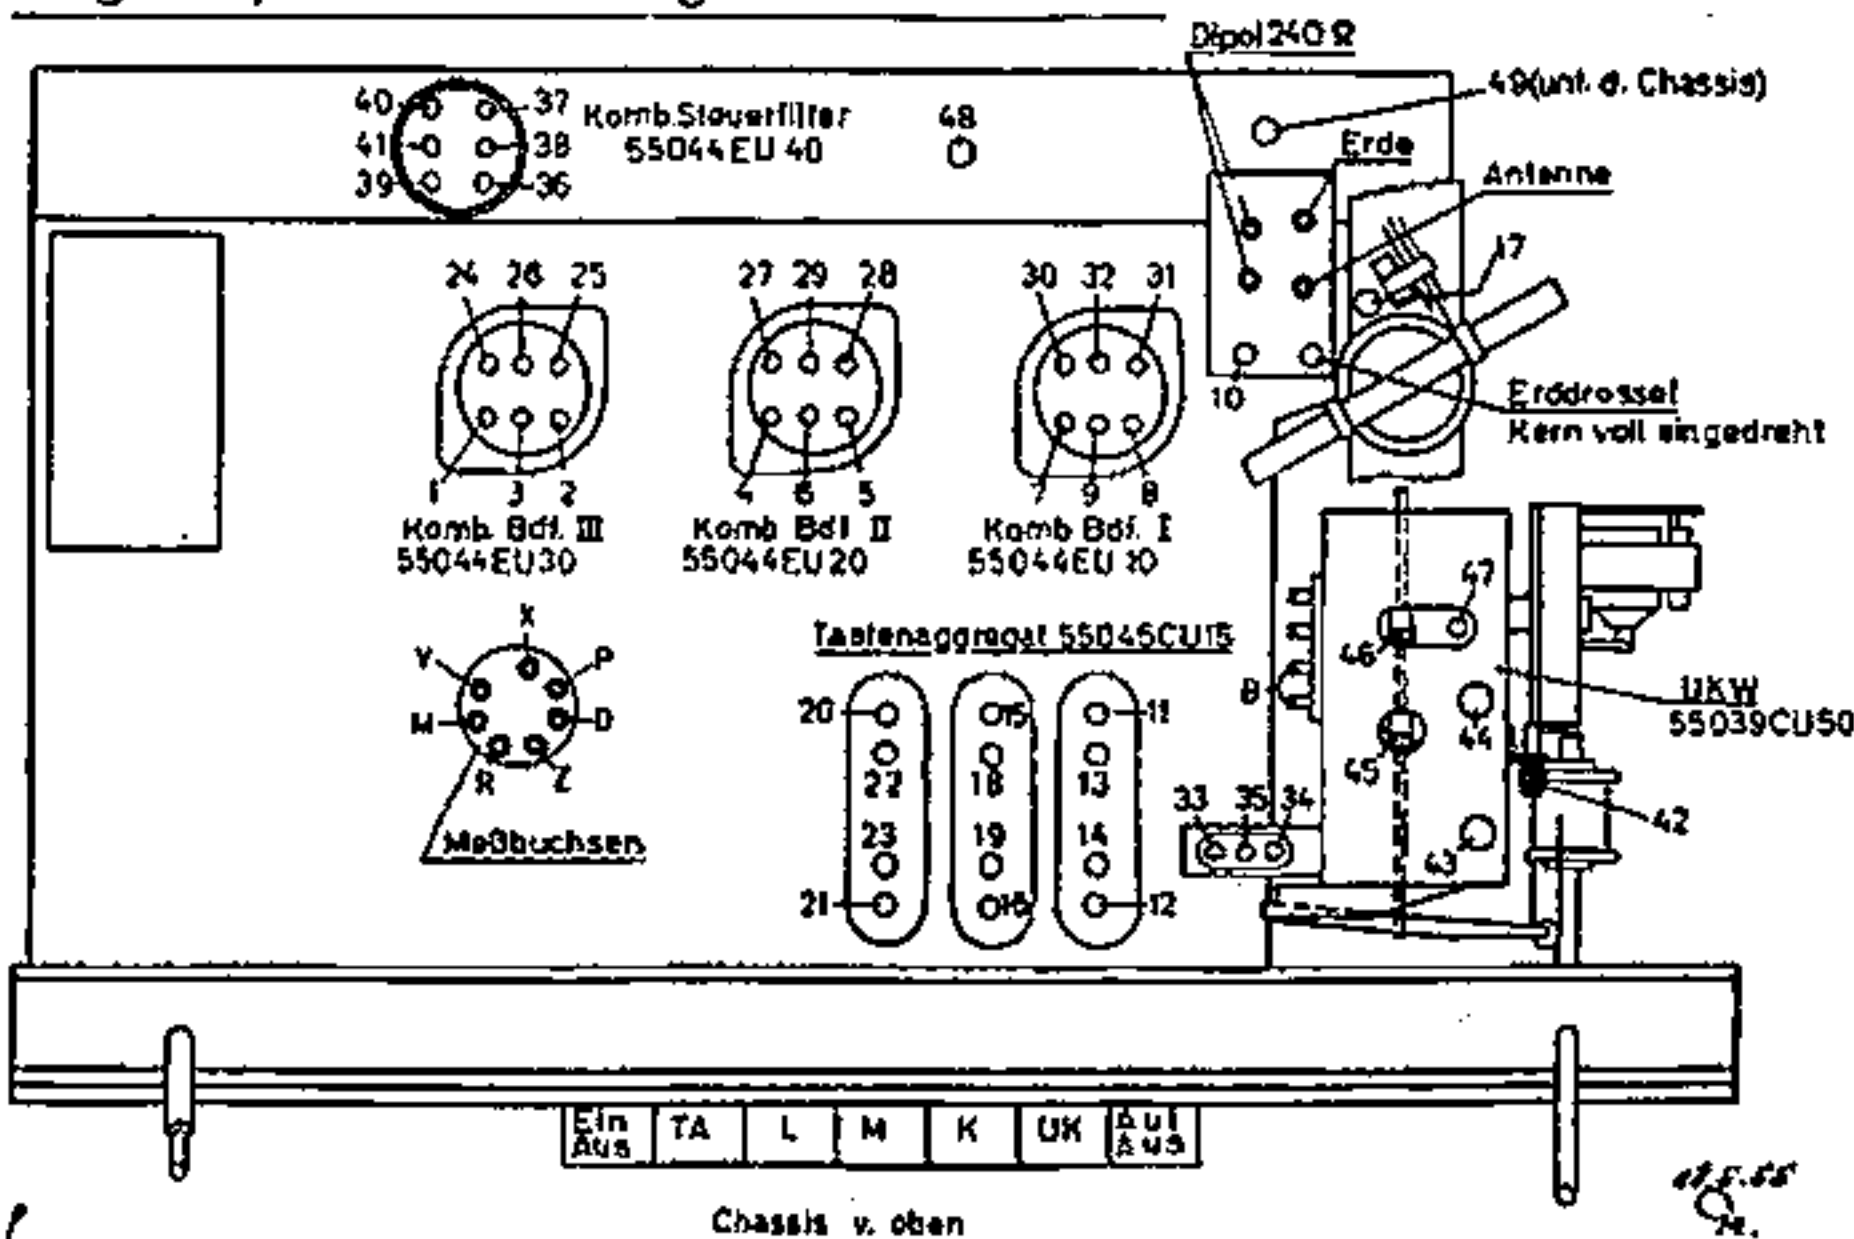 Dipol 240 Ω
49(unt. d. Chassis)
40 37
Komb. Steuerfilter
48
41 38
55044EU 40
Erde
39 36
Antenne
24 26 25
27 29 28
30 32 31
17
10
Erddrossel
Kern voll eingedreht
1 3 2
4 6 5
7 9 8
Komb. Bdf. III
Komb Bdf II
Komb Bdf. I
55044EU30
55044EU20
55044EU 10
47
X
Tastenaggregat 55045CU15
V P
46
B
UKW
55039CU50
M D
20 15 11
44
45
R Z
22 18 13
33 35 34
42
Meßbuchsen
23 19 14
43
21 16 12
Ein Aus
TA
L
M
K
UK
Aut Aus
Chassis v. oben